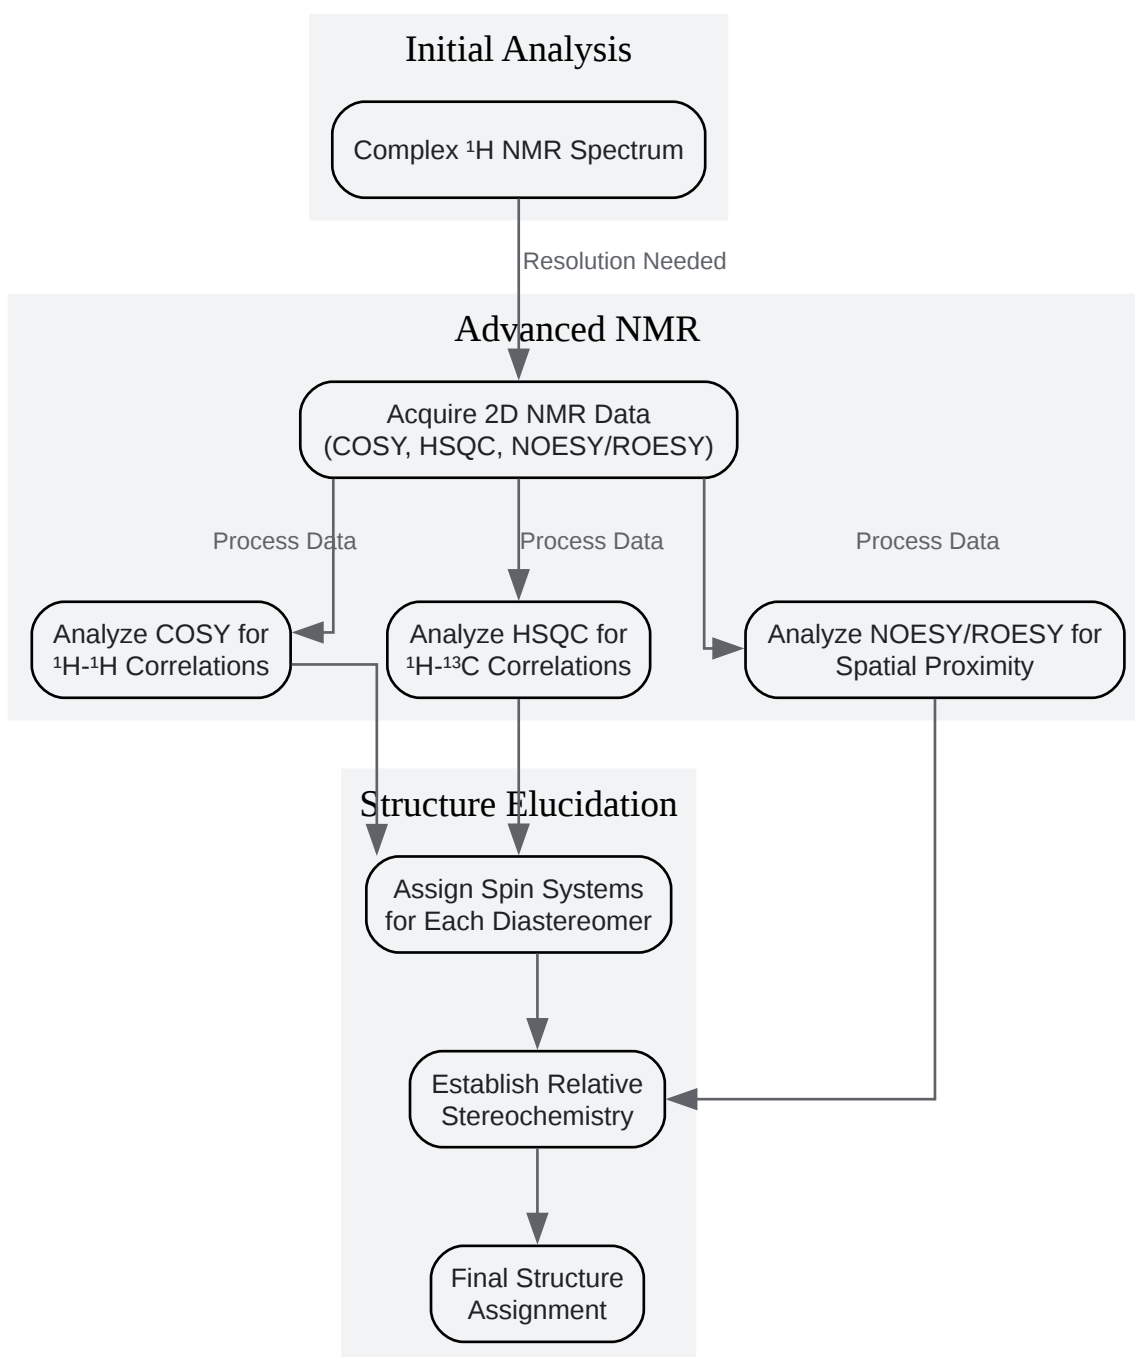 Initial Analysis
Complex ¹H NMR Spectrum
Resolution Needed
Advanced NMR
Acquire 2D NMR Data
(COSY, HSQC, NOESY/ROESY)
Process Data
Process Data
Process Data
Analyze COSY for
¹H-¹H Correlations
Analyze HSQC for
¹H-¹³C Correlations
Analyze NOESY/ROESY for
Spatial Proximity
Structure Elucidation
Assign Spin Systems
for Each Diastereomer
Establish Relative
Stereochemistry
Final Structure
Assignment